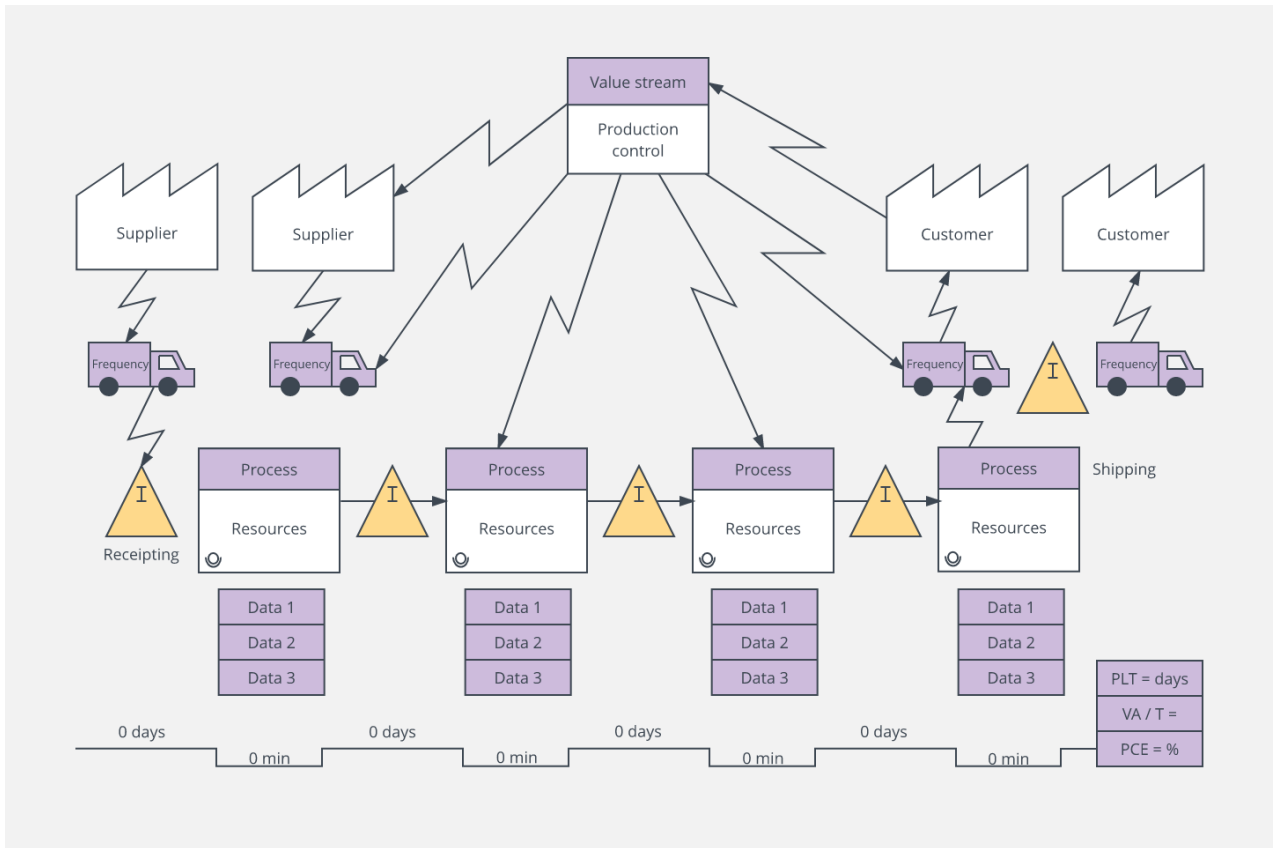 Value stream
Production
control
Supplier
Supplier
Customer
Customer
Frequency
Frequency
Frequency
I
Frequency
I
Receipting
Process
Resources
I
Process
Resources
I
Process
Resources
I
Process
Resources
Shipping
Data 1
Data 2
Data 3
Data 1
Data 2
Data 3
Data 1
Data 2
Data 3
Data 1
Data 2
Data 3
0 days
0 min
0 days
0 min
0 days
0 min
0 days
0 min
PLT = days
VA / T =
PCE = %